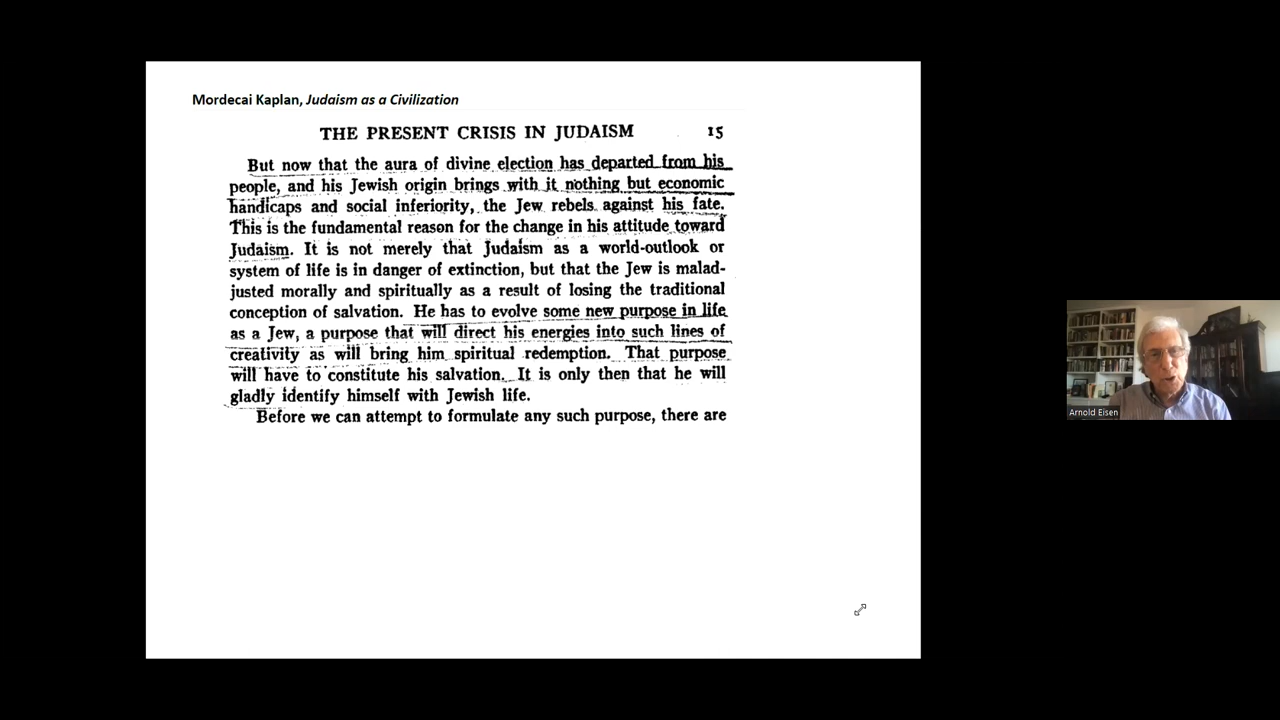 Mordecai Kaplan, Judaism as a Civilization
THE PRESENT CRISIS IN JUDAISM 15
But now that the aura of divine election has departed from his
people, and his Jewish origin brings with it nothing but economic
handicaps and social inferiority, the Jew rebels against his fate.
This is the fundamental reason for the change in his attitude toward
Judaism. It is not merely that Judaism as a world-outlook or
system of life is in danger of extinction, but that the Jew is malad-
justed morally and spiritually as a result of losing the traditional
conception of salvation. He has to evolve some new purpose in life
as a Jew, a purpose that will direct his energies into such lines of
creativity as will bring him spiritual redemption. That purpose
will have to constitute his salvation. It is only then that he will
gladly identify himself with Jewish life.
Before we can attempt to formulate any such purpose, there are
Arnold Eisen